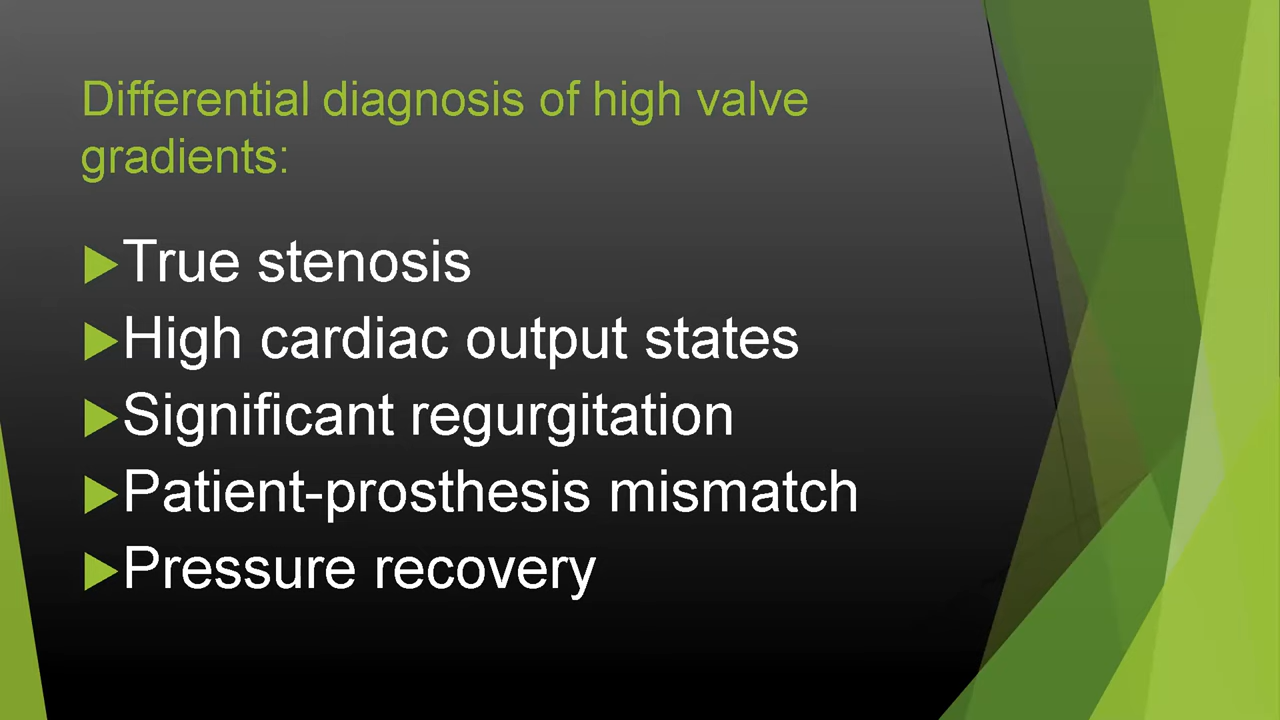 Differential diagnosis of high valve
gradients:
True stenosis
High cardiac output states
Significant regurgitation
Patient-prosthesis mismatch
Pressure recovery